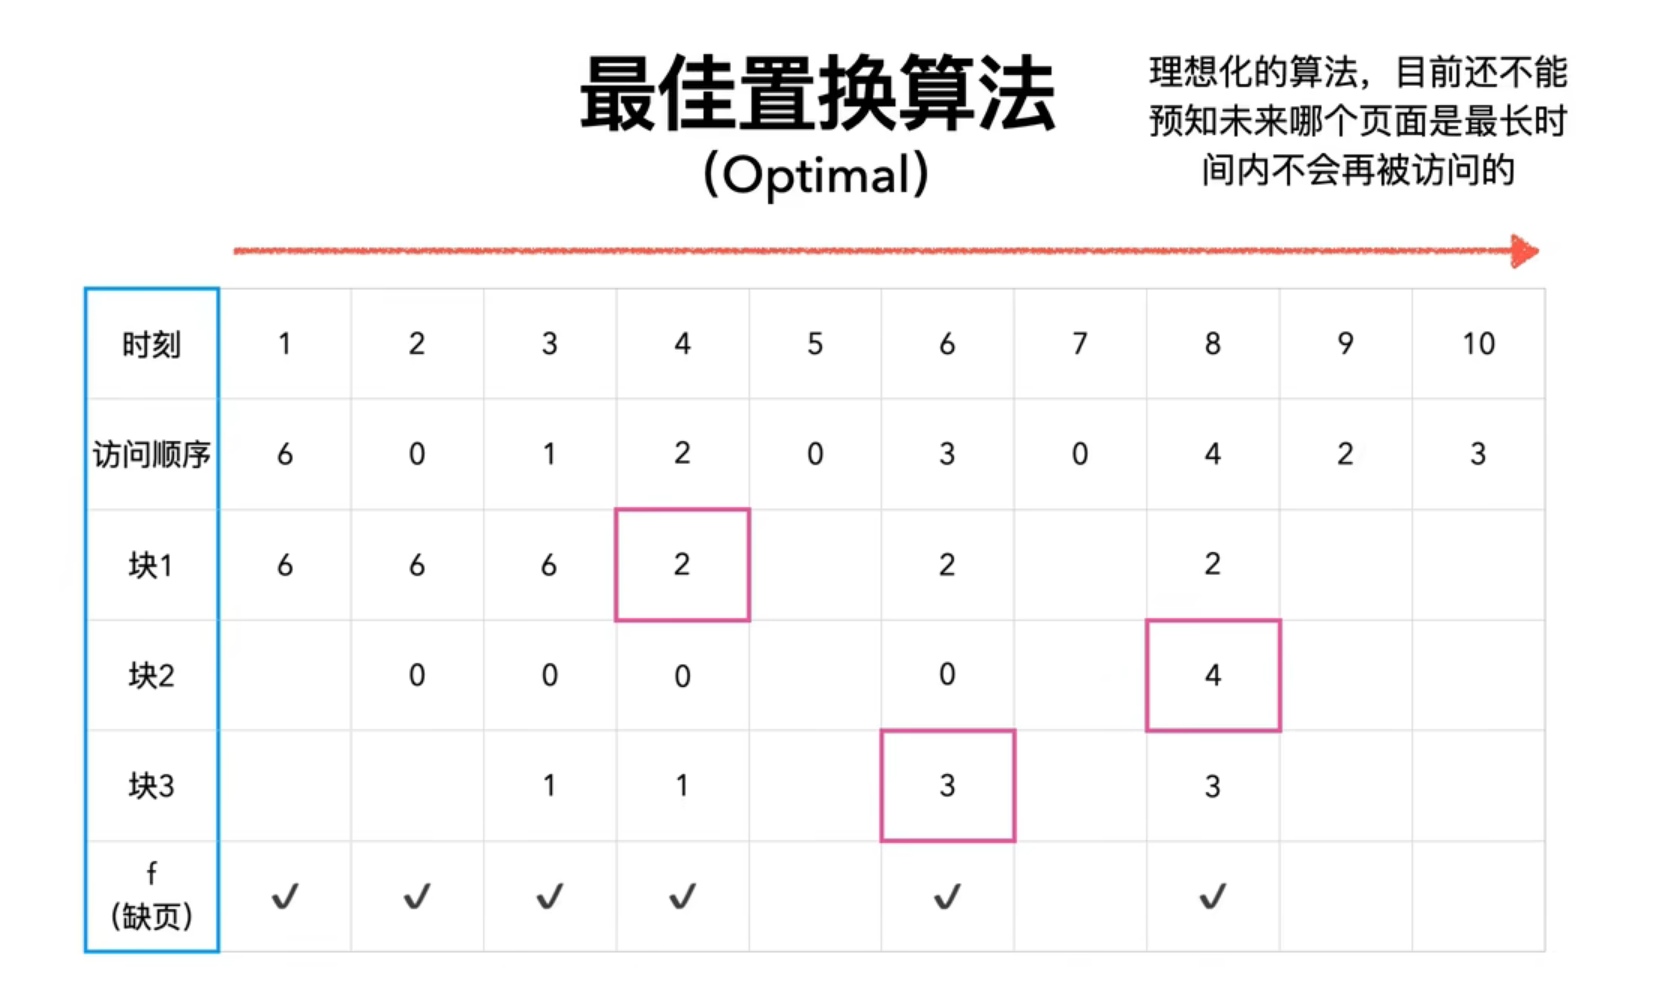 最佳置换算法
(Optimal)
理想化的算法，目前还不能
预知未来哪个页面是最长时
间内不会再被访问的
时刻 1 2 3 4 5 6 7 8 9 10
访问顺序 6 0 1 2 0 3 0 4 2 3
块1 6 6 6 2 2 2
块2 0 0 0 0 4
块3 1 1 3 3
f
(缺页) ✓ ✓ ✓ ✓ ✓ ✓